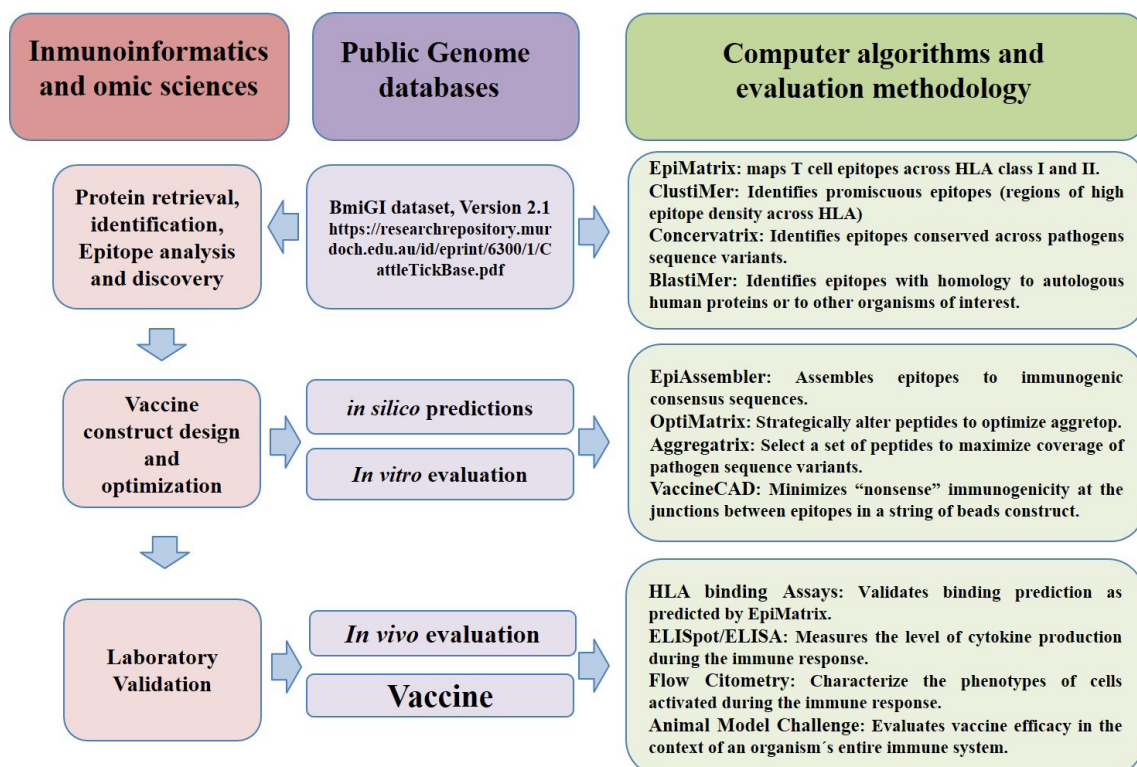 Inmunoinformatics
and omic sciences
Public Genome
databases
Computer algorithms and
evaluation methodology
Protein retrieval,
identification,
Epitope analysis
and discovery
BmiGI dataset, Version 2.1
https://researchrepository.mur
doch.edu.au/id/eprint/6300/1/C
attleTickBase.pdf
EpiMatrix: maps T cell epitopes across HLA class I and II.
ClustiMer: Identifies promiscuous epitopes (regions of high
epitope density across HLA)
Concervatrix: Identifies epitopes conserved across pathogens
sequence variants.
BlastiMer: Identifies epitopes with homology to autologous
human proteins or to other organisms of interest.
Vaccine
construct design
and
optimization
in silico predictions
In vitro evaluation
EpiAssembler: Assembles epitopes to immunogenic
consensus sequences.
OptiMatrix: Strategically alter peptides to optimize aggretop.
Aggregatrix: Select a set of peptides to maximize coverage of
pathogen sequence variants.
VaccineCAD: Minimizes “nonsense” immunogenicity at the
junctions between epitopes in a string of beads construct.
Laboratory
Validation
In vivo evaluation
Vaccine
HLA binding Assays: Validates binding prediction as
predicted by EpiMatrix.
ELISpot/ELISA: Measures the level of cytokine production
during the immune response.
Flow Citometry: Characterize the phenotypes of cells
activated during the immune response.
Animal Model Challenge: Evaluates vaccine efficacy in the
context of an organism´s entire immune system.